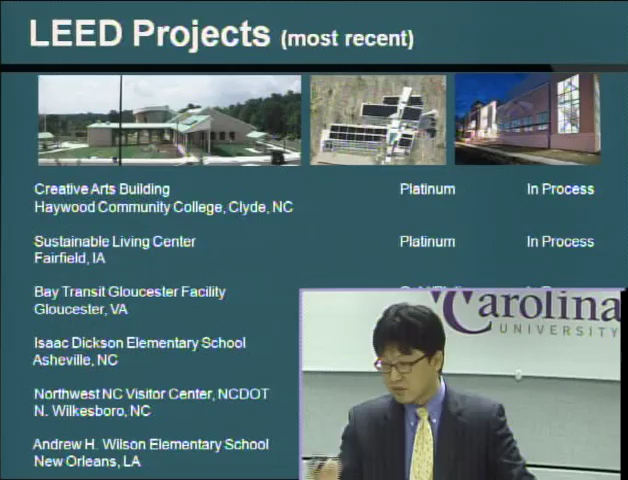 LEED Projects (most recent)
Creative Arts Building Platinum In Process
Haywood Community College, Clyde, NC
Sustainable Living Center Platinum In Process
Fairfield, IA
Bay Transit Gloucester Facility
Gloucester, VA
Isaac Dickson Elementary School
Asheville, NC
Northwest NC Visitor Center, NCDOT
N. Wilkesboro, NC
Andrew H. Wilson Elementary School
New Orleans, LA
Carolina
UNIVERSITY